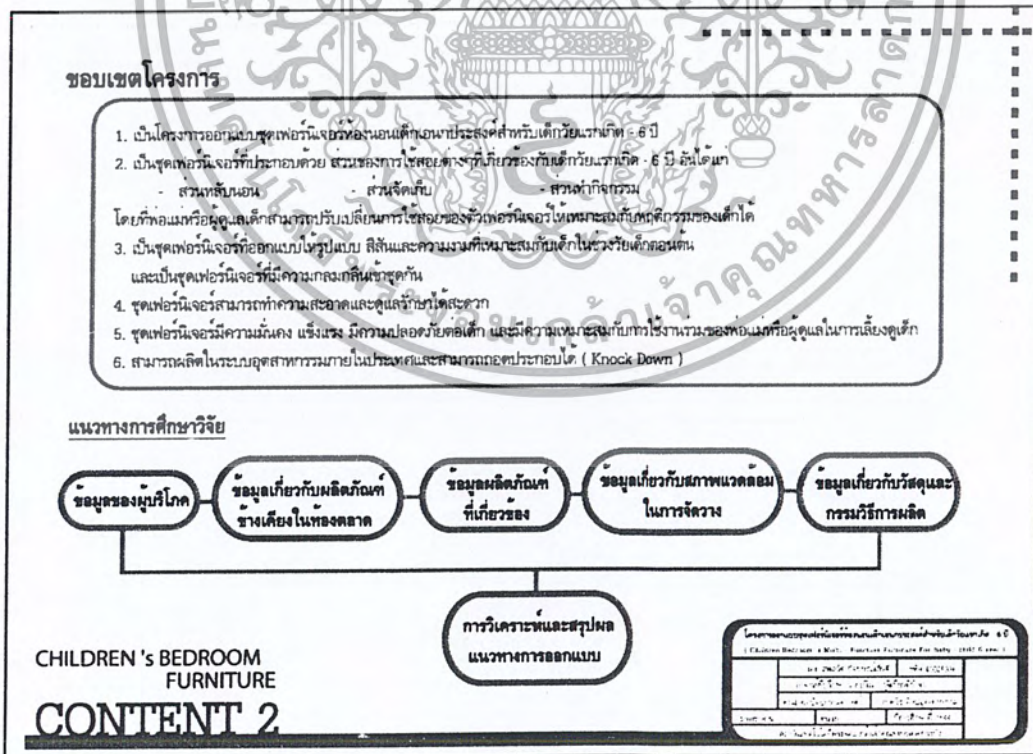 ขอบเขตโครงการ
1. เป็นโครงการออกแบบชุดเฟอร์นิเจอร์ห้องนอนเด็กเอนกประสงค์สำหรับเด็กวัยแรกเกิด - 6 ปี
2. เป็นชุดเฟอร์นิเจอร์ที่ประกอบด้วย ส่วนของการใช้สอยต่างๆที่เกี่ยวข้องกับเด็กวัยแรกเกิด - 6 ปี อันได้แก่
- ส่วนหลับนอน - ส่วนจัดเก็บ - ส่วนทำกิจกรรม
โดยที่พ่อแม่หรือผู้ดูแลเด็กสามารถปรับเปลี่ยนการใช้สอยของตัวเฟอร์นิเจอร์ให้เหมาะสมกับพฤติกรรมของเด็กได้
3. เป็นชุดเฟอร์นิเจอร์ที่ออกแบบให้รูปแบบ สีสันและความงามที่เหมาะสมกับเด็กในช่วงวัยเด็กตอนต้น
และเป็นชุดเฟอร์นิเจอร์ที่มีความกลมกลืนเข้าชุดกัน
4. ชุดเฟอร์นิเจอร์สามารถทำความสะอาดและดูแลรักษาได้สะดวก
5. ชุดเฟอร์นิเจอร์มีความมั่นคง แข็งแรง มีความปลอดภัยต่อเด็ก และมีความเหมาะสมกับการใช้งานร่วมของพ่อแม่หรือผู้ดูแลในการเลี้ยงดูเด็ก
6. สามารถผลิตในระบบอุตสาหกรรมภายในประเทศและสามารถถอดประกอบได้ ( Knock Down )
แนวทางการศึกษาวิจัย
ข้อมูลของผู้บริโภค
ข้อมูลเกี่ยวกับผลิตภัณฑ์
ข้างเคียงในท้องตลาด
ข้อมูลผลิตภัณฑ์
ที่เกี่ยวข้อง
ข้อมูลเกี่ยวกับสภาพแวดล้อม
ในการจัดวาง
ข้อมูลเกี่ยวกับวัสดุและ
กรรมวิธีการผลิต
การวิเคราะห์และสรุปผล
แนวทางการออกแบบ
CHILDREN 's BEDROOM
FURNITURE
CONTENT 2